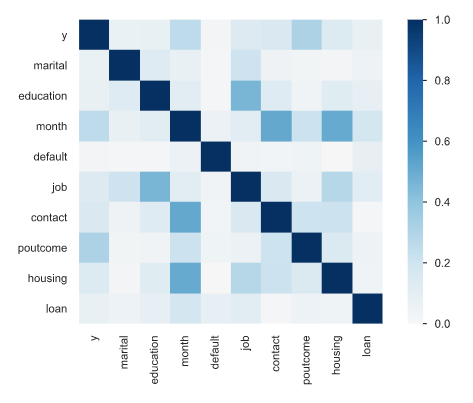 y
marital
education
month
default
job
contact
poutcome
housing
loan
y
marital
education
month
default
job
contact
poutcome
housing
loan
1.0
0.8
0.6
0.4
0.2
0.0